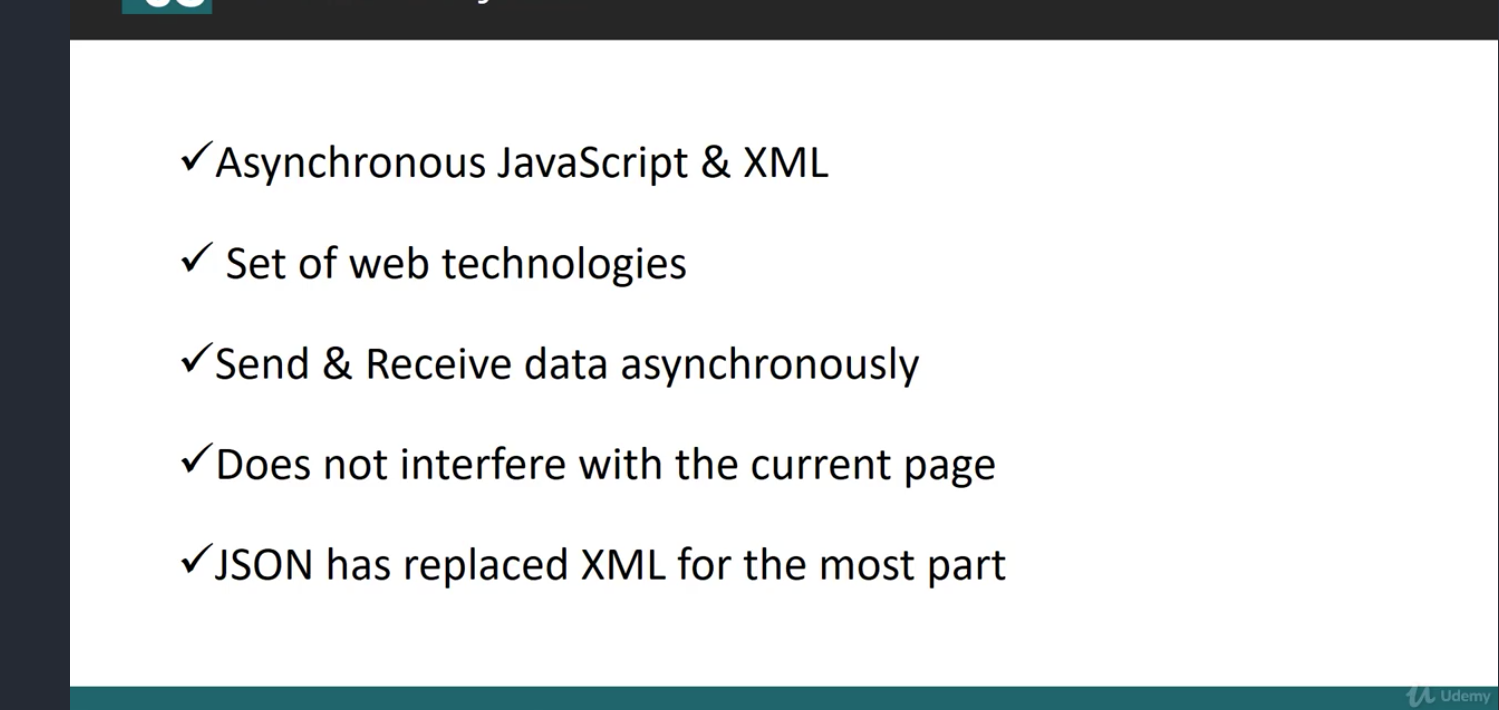 ✓Asynchronous JavaScript & XML
✓ Set of web technologies
✓Send & Receive data asynchronously
✓Does not interfere with the current page
✓JSON has replaced XML for the most part
Udemy